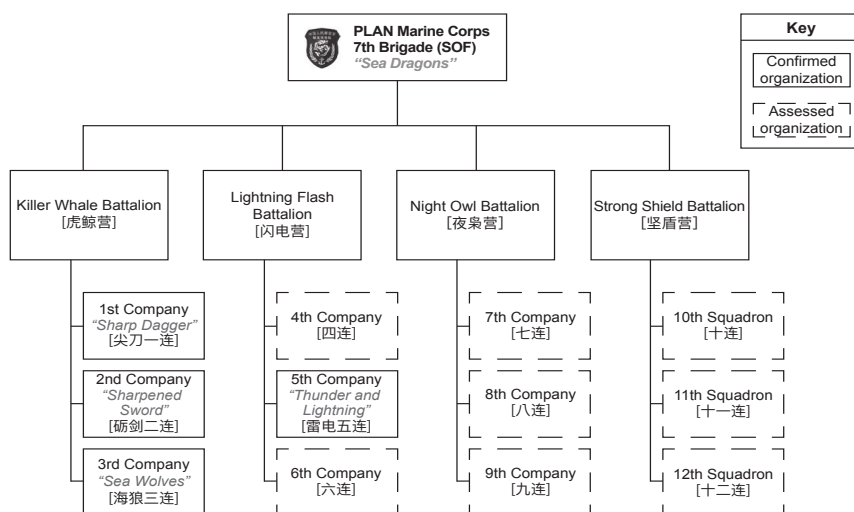 PLAN Marine Corps
7th Brigade (SOF)
“Sea Dragons”
Key
Confirmed
organization
Assessed
organization
Killer Whale Battalion
[虎鲸营]
Lightning Flash
Battalion
[闪电营]
Night Owl Battalion
[夜枭营]
Strong Shield Battalion
[坚盾营]
1st Company
“Sharp Dagger”
[尖刀一连]
2nd Company
“Sharpened
Sword”
[砺剑二连]
3rd Company
“Sea Wolves”
[海狼三连]
4th Company
[四连]
5th Company
“Thunder and
Lightning”
[雷电五连]
6th Company
[六连]
7th Company
[七连]
8th Company
[八连]
9th Company
[九连]
10th Squadron
[十连]
11th Squadron
[十一连]
12th Squadron
[十二连]